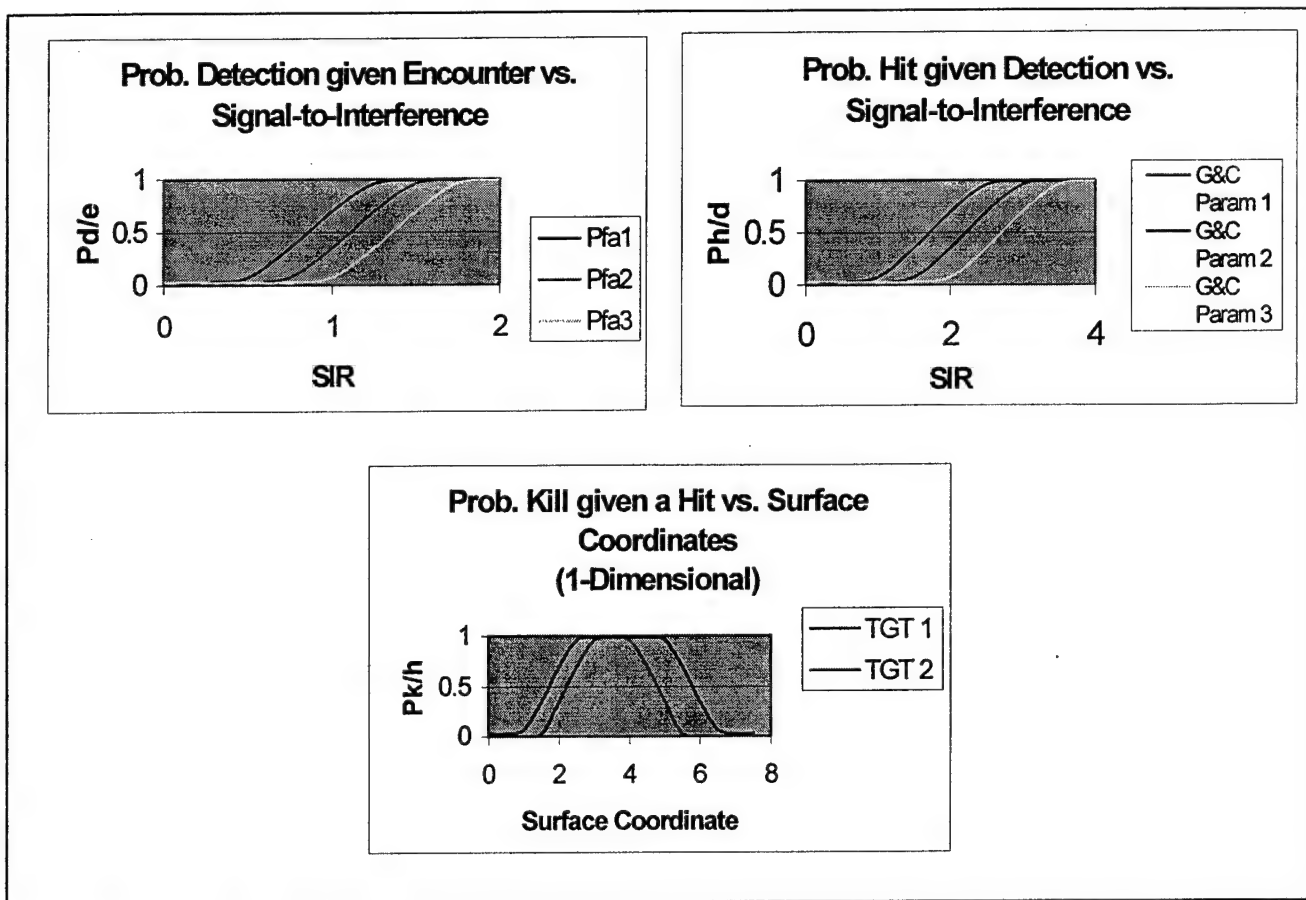 Prob. Detection given Encounter vs.
Signal-to-Interference
Pd/e
1
0.5
0
0 1 2
SIR
Pfa1
Pfa2
Pfa3
Prob. Hit given Detection vs.
Signal-to-Interference
Ph/d
1
0.5
0
0 2 4
SIR
G&C
Param 1
G&C
Param 2
G&C
Param 3
Prob. Kill given a Hit vs. Surface
Coordinates
(1-Dimensional)
Pk/h
1
0.5
0
0 2 4 6 8
Surface Coordinate
TGT 1
TGT 2